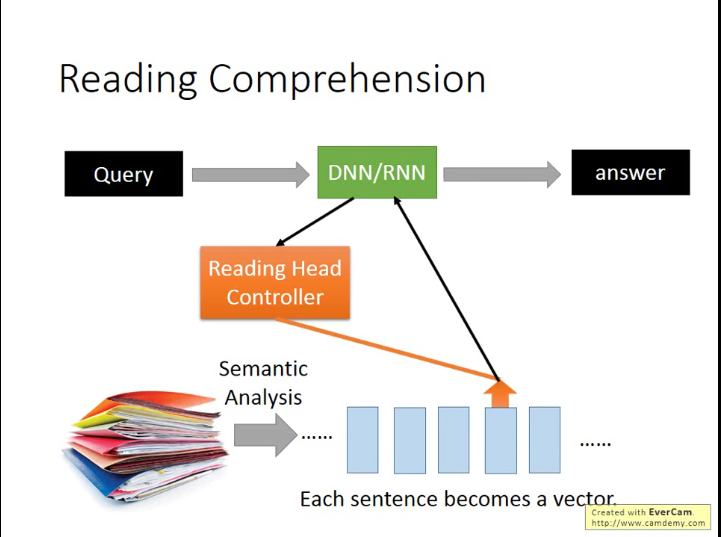 Reading Comprehension
Query
DNN/RNN
answer
Reading Head
Controller
Semantic
Analysis
......
......
Each sentence becomes a vector.
Created with EverCam.
http://www.camdemy.com